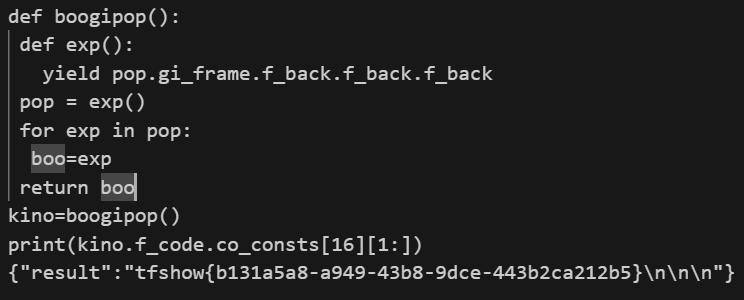 def boogipop():
 def exp():
   yield pop.gi_frame.f_back.f_back.f_back
 pop = exp()
 for exp in pop:
  boo=exp
 return boo
kino=boogipop()
print(kino.f_code.co_consts[16][1:])
{"result":"tfshow{b131a5a8-a949-43b8-9dce-443b2ca212b5}\n\n\n"}